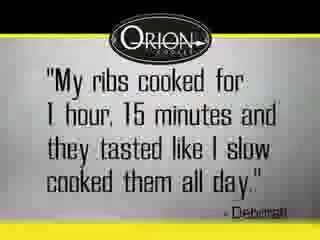 ORION
COOKER
"My ribs cooked for
1 hour, 15 minutes and
they tasted like I slow
cooked them all day."
- Deborah